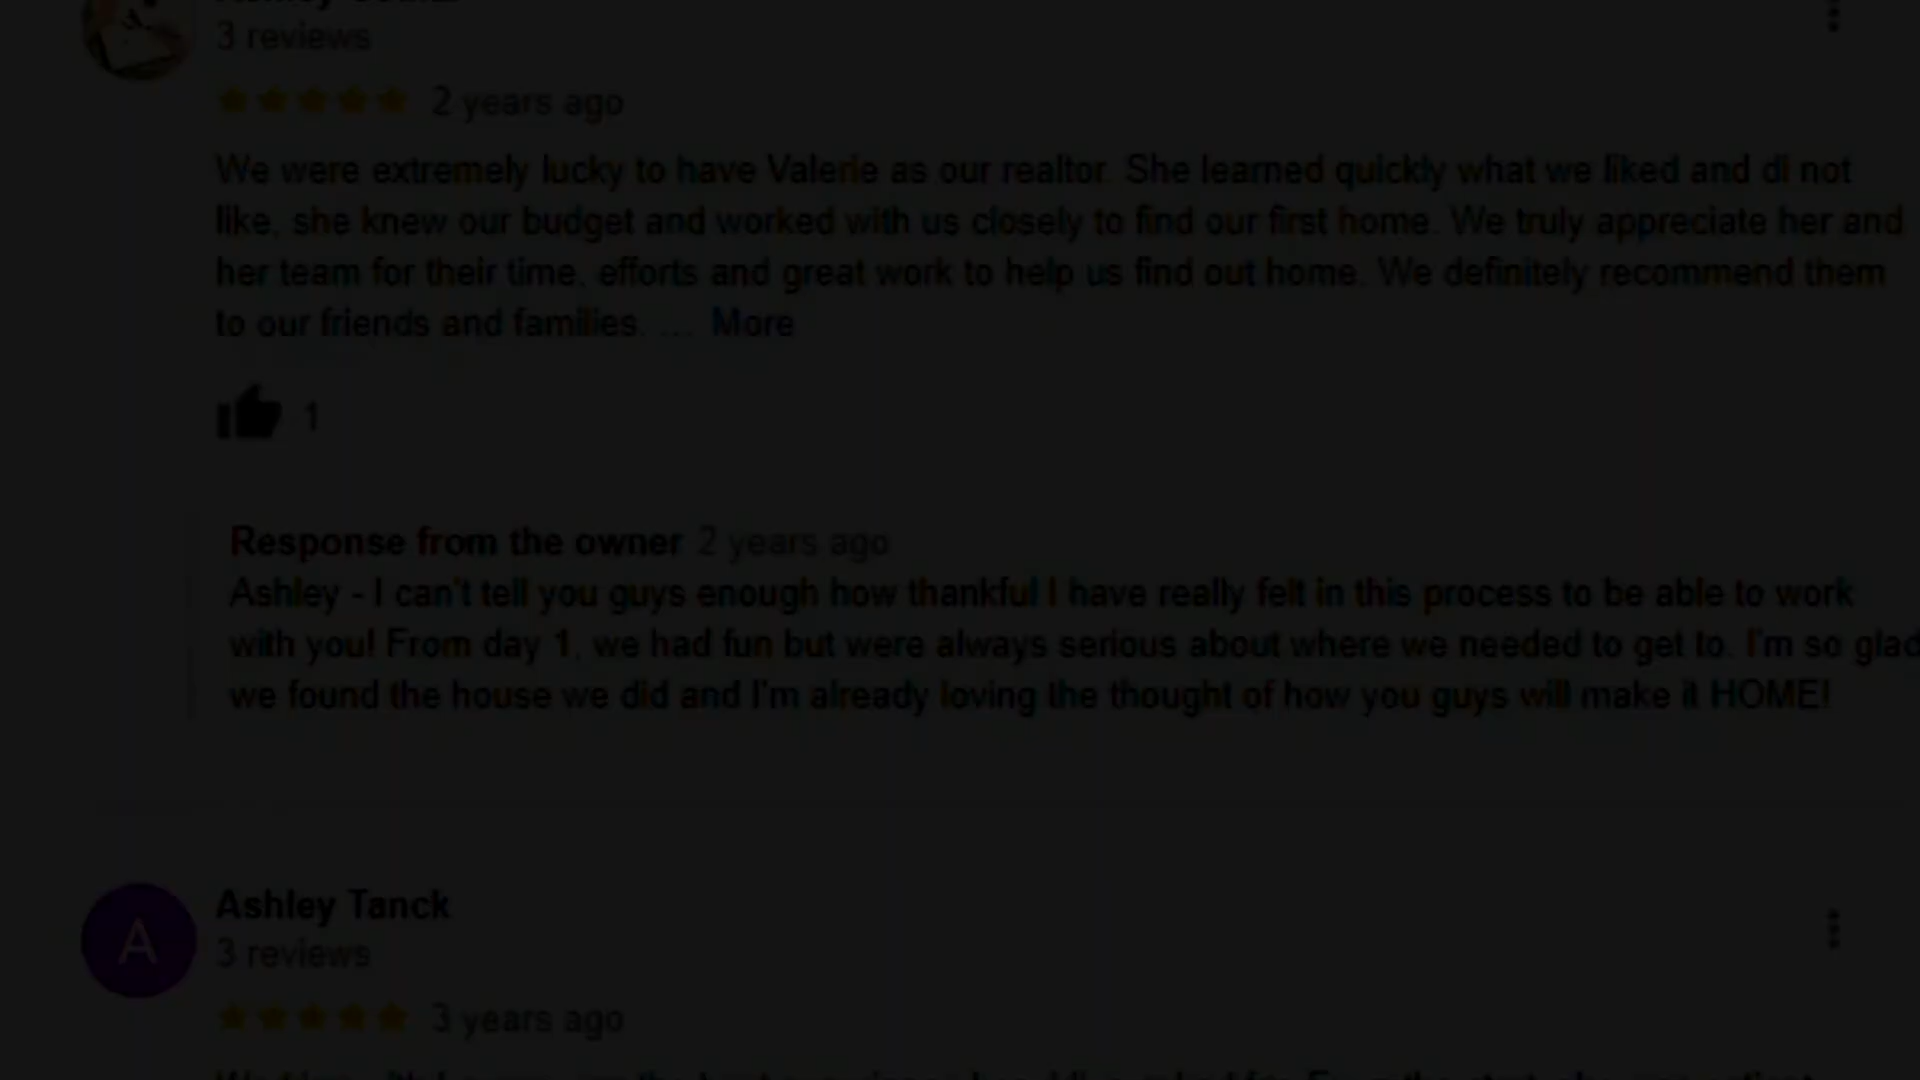 3 reviews
2 years ago
We were extremely lucky to have Valerie as our realtor. She learned quickly what we liked and di not
like, she knew our budget and worked with us closely to find our first home. We truly appreciate her and
her team for their time, efforts and great work to help us find out home. We definitely recommend them
to our friends and families. ... More
1
Response from the owner 2 years ago
Ashley - I can't tell you guys enough how thankful I have really felt in this process to be able to work
with you! From day 1, we had fun but were always serious about where we needed to get to. I'm so glad
we found the house we did and I'm already loving the thought of how you guys will make it HOME!
A
Ashley Tanck
3 reviews
3 years ago